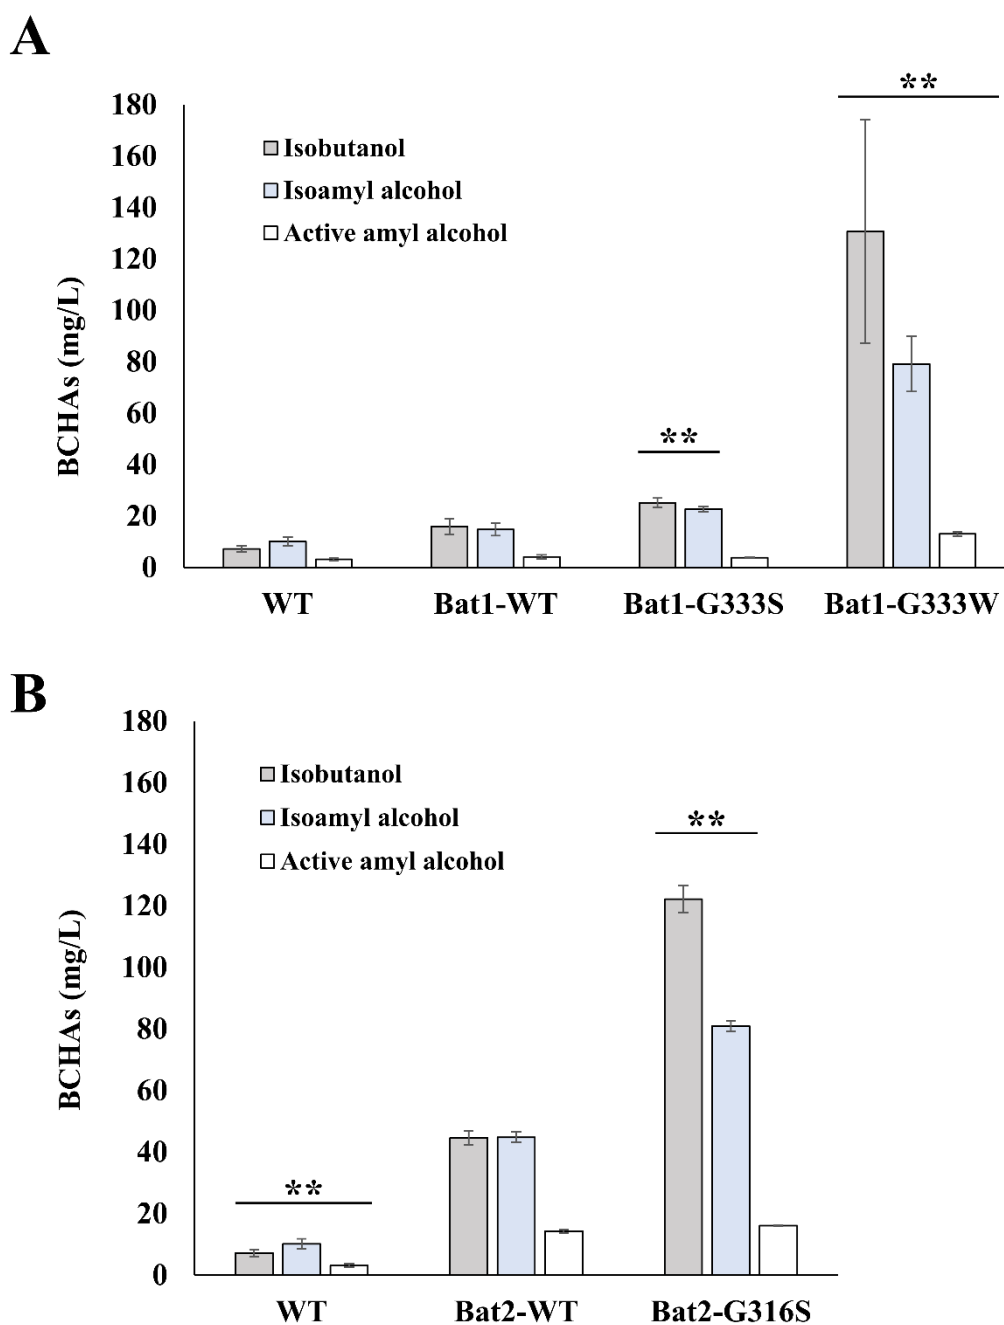 A
180
160
140
120
100
80
60
40
20
0
BCHAs (mg/L)
Isobutanol
Isoamyl alcohol
Active amyl alcohol
**
**
WT
Bat1-WT
Bat1-G333S
Bat1-G333W
B
180
160
140
120
100
80
60
40
20
0
BCHAs (mg/L)
Isobutanol
Isoamyl alcohol
Active amyl alcohol
**
**
WT
Bat2-WT
Bat2-G316S